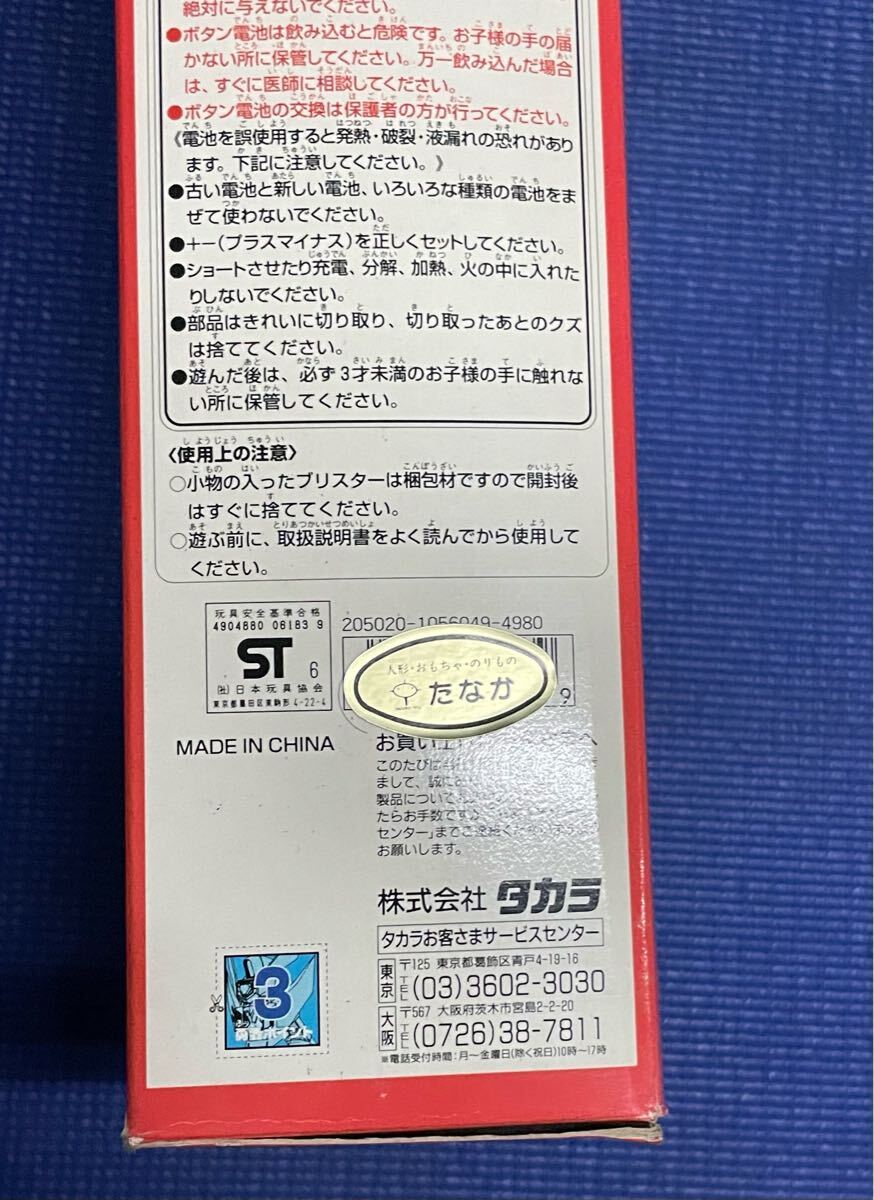 絶対に与えないでください。
●ボタン電池は飲み込むと危険です。お子様の手の届
かない所に保管してください。万一飲み込んだ場合
は、すぐに医師に相談してください。
●ボタン電池の交換は保護者の方が行ってください。
《電池を誤使用すると発熱・破裂・液漏れの恐れがあり
ます。下記に注意してください。》
●古い電池と新しい電池、いろいろな種類の電池をま
ぜて使わないでください。
●+−(プラスマイナス)を正しくセットしてください。
●ショートさせたり充電、分解、加熱、火の中に入れた
りしないでください。
●部品はきれいに切り取り、切り取ったあとのクズ
は捨ててください。
●遊んだ後は、必ず3才未満のお子様の手に触れな
い所に保管してください。
〈使用上の注意〉
○小物の入ったブリスターは梱包材ですので開封後
はすぐに捨ててください。
○遊ぶ前に、取扱説明書をよく読んでから使用して
ください。
玩具安全基準合格
4904880 06183 9
ST 6
(社)日本玩具協会
東京都墨田区東駒形4-22-4
205020-1056049-4980
人形・おもちゃ・のりもの
たなか
9
MADE IN CHINA
お買い上
このたびは
まして、誠に
製品について
たらお手数です
センター」までご連絡く
お願いします。
株式会社 タカラ
タカラお客さまサービスセンター
東京 〒125 東京都葛飾区青戸4-19-16
TEL (03)3602-3030
大阪 〒567 大阪府茨木市宮島2-2-20
TEL (0726)38-7811
※電話受付時間:月〜金曜日(除く祝日)10時〜17時
3